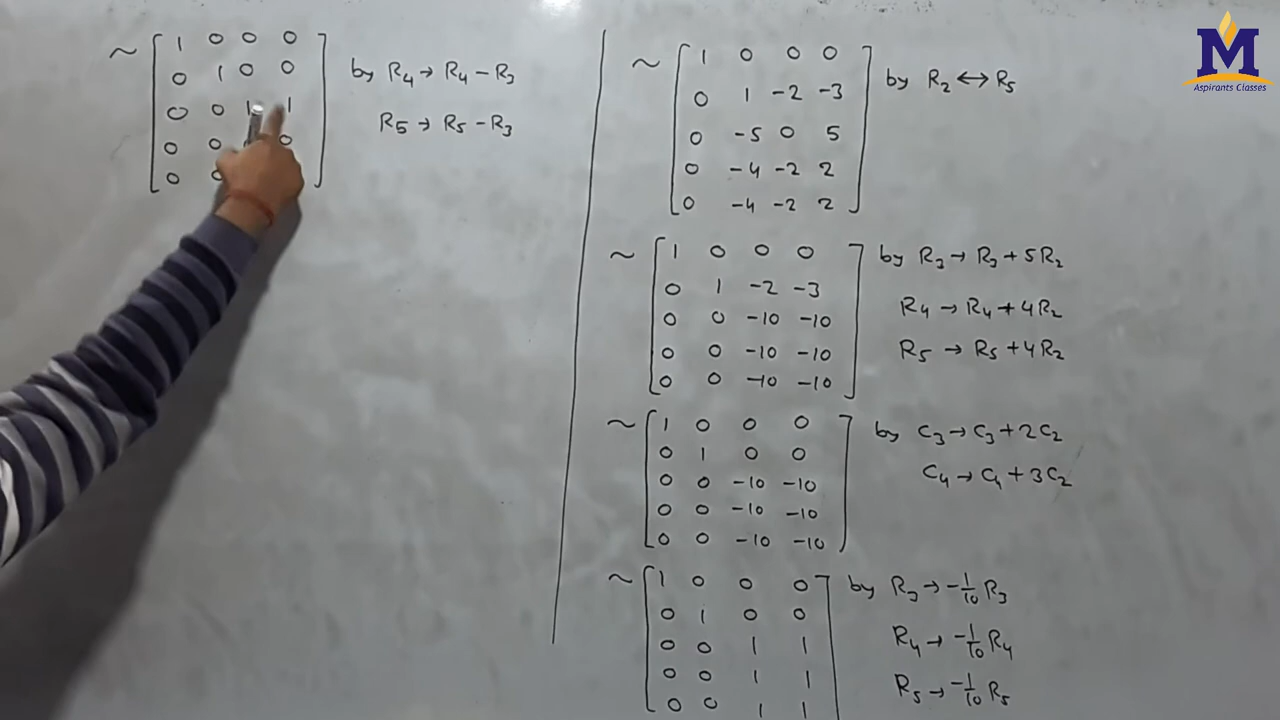 ~ [ 1 0 0 0
0 1 0 0
0 0 1 1
0 0 0
0 0 ]
by R4 → R4 - R3
R5 → R5 - R3
~ [ 1 0 0 0
0 1 -2 -3
0 -5 0 5
0 -4 -2 2
0 -4 -2 2 ]
by R2 ↔ R5
~ [ 1 0 0 0
0 1 -2 -3
0 0 -10 -10
0 0 -10 -10
0 0 -10 -10 ]
by R3 → R3 + 5R2
R4 → R4 + 4R2
R5 → R5 + 4R2
~ [ 1 0 0 0
0 1 0 0
0 0 -10 -10
0 0 -10 -10
0 0 -10 -10 ]
by C3 → C3 + 2C2
C4 → C4 + 3C2
~ [ 1 0 0 0
0 1 0 0
0 0 1 1
0 0 1 1
0 0 1 1
by R3 → -1/10 R3
R4 → -1/10 R4
R5 → -1/10 R5
M
Aspirants Classes